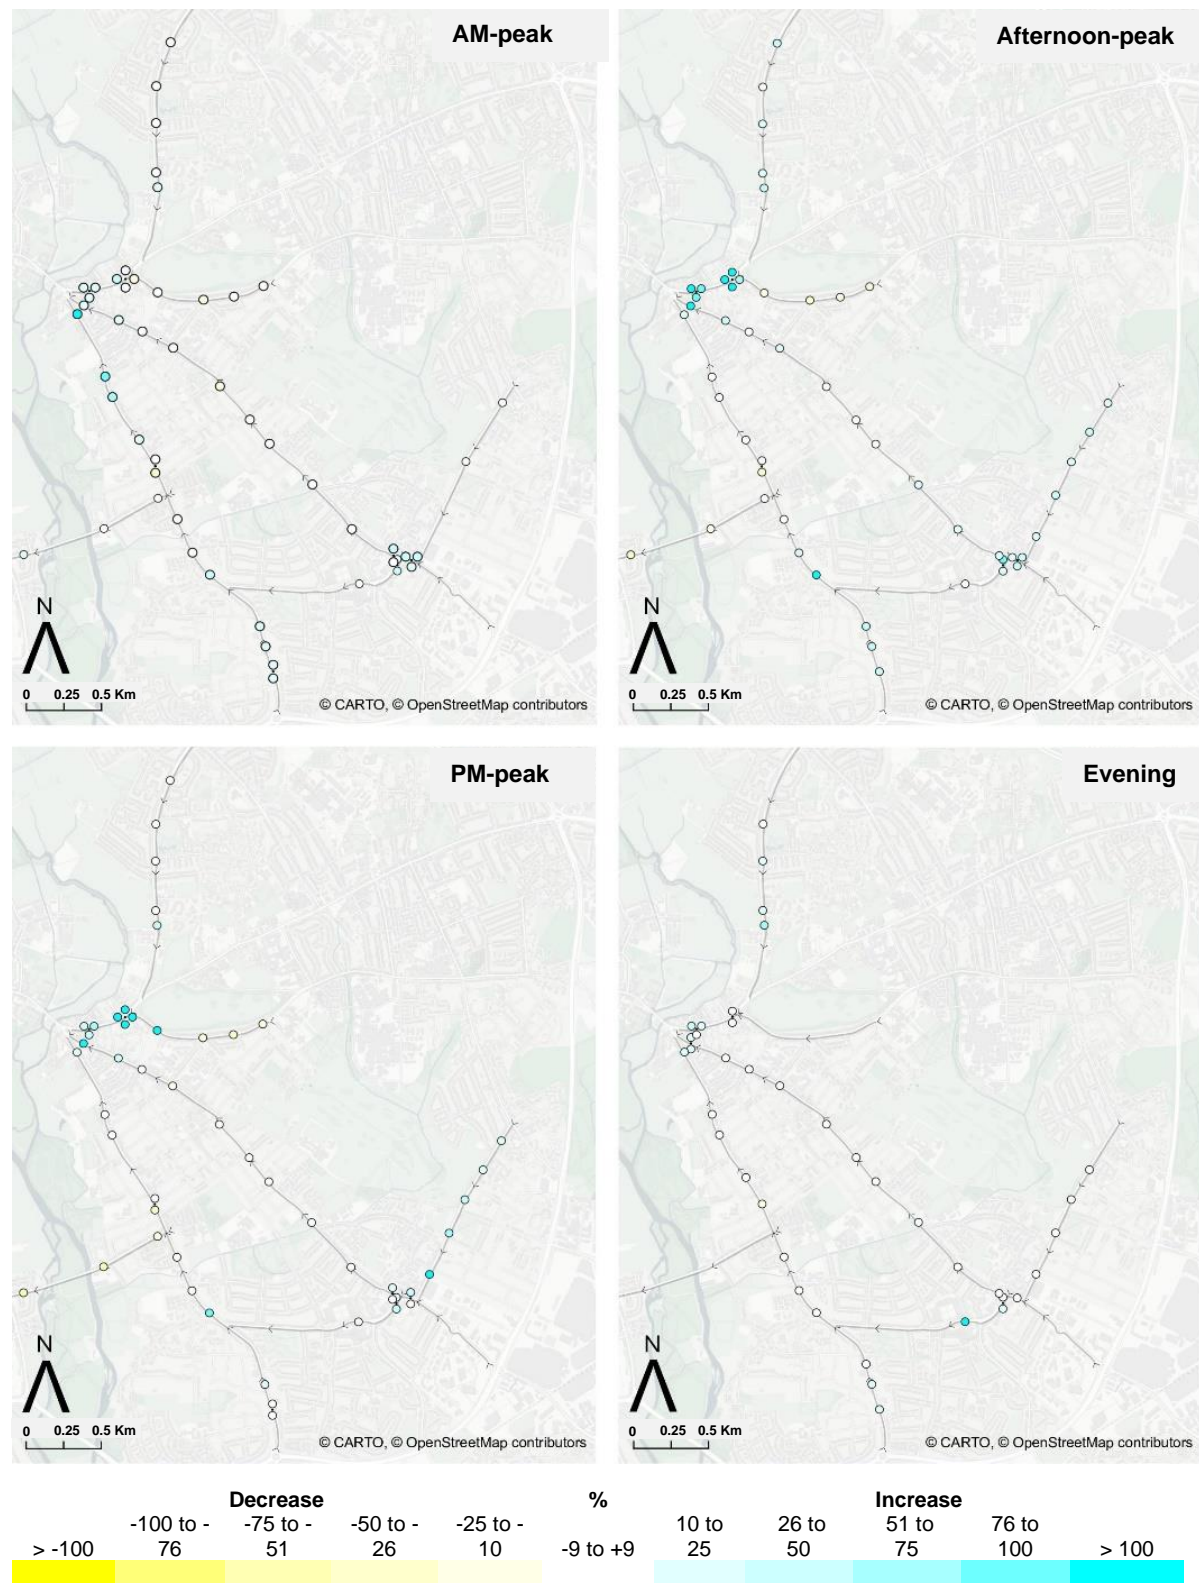 AM-peak
Afternoon-peak
N
0 0.25 0.5 Km
© CARTO, © OpenStreetMap contributors
N
0 0.25 0.5 Km
© CARTO, © OpenStreetMap contributors
PM-peak
Evening
N
0 0.25 0.5 Km
© CARTO, © OpenStreetMap contributors
N
0 0.25 0.5 Km
© CARTO, © OpenStreetMap contributors
Decrease % Increase
-100 to - -75 to - -50 to - -25 to - 10 to 26 to 51 to 76 to
> -100 76 51 26 10 -9 to +9 25 50 75 100 > 100